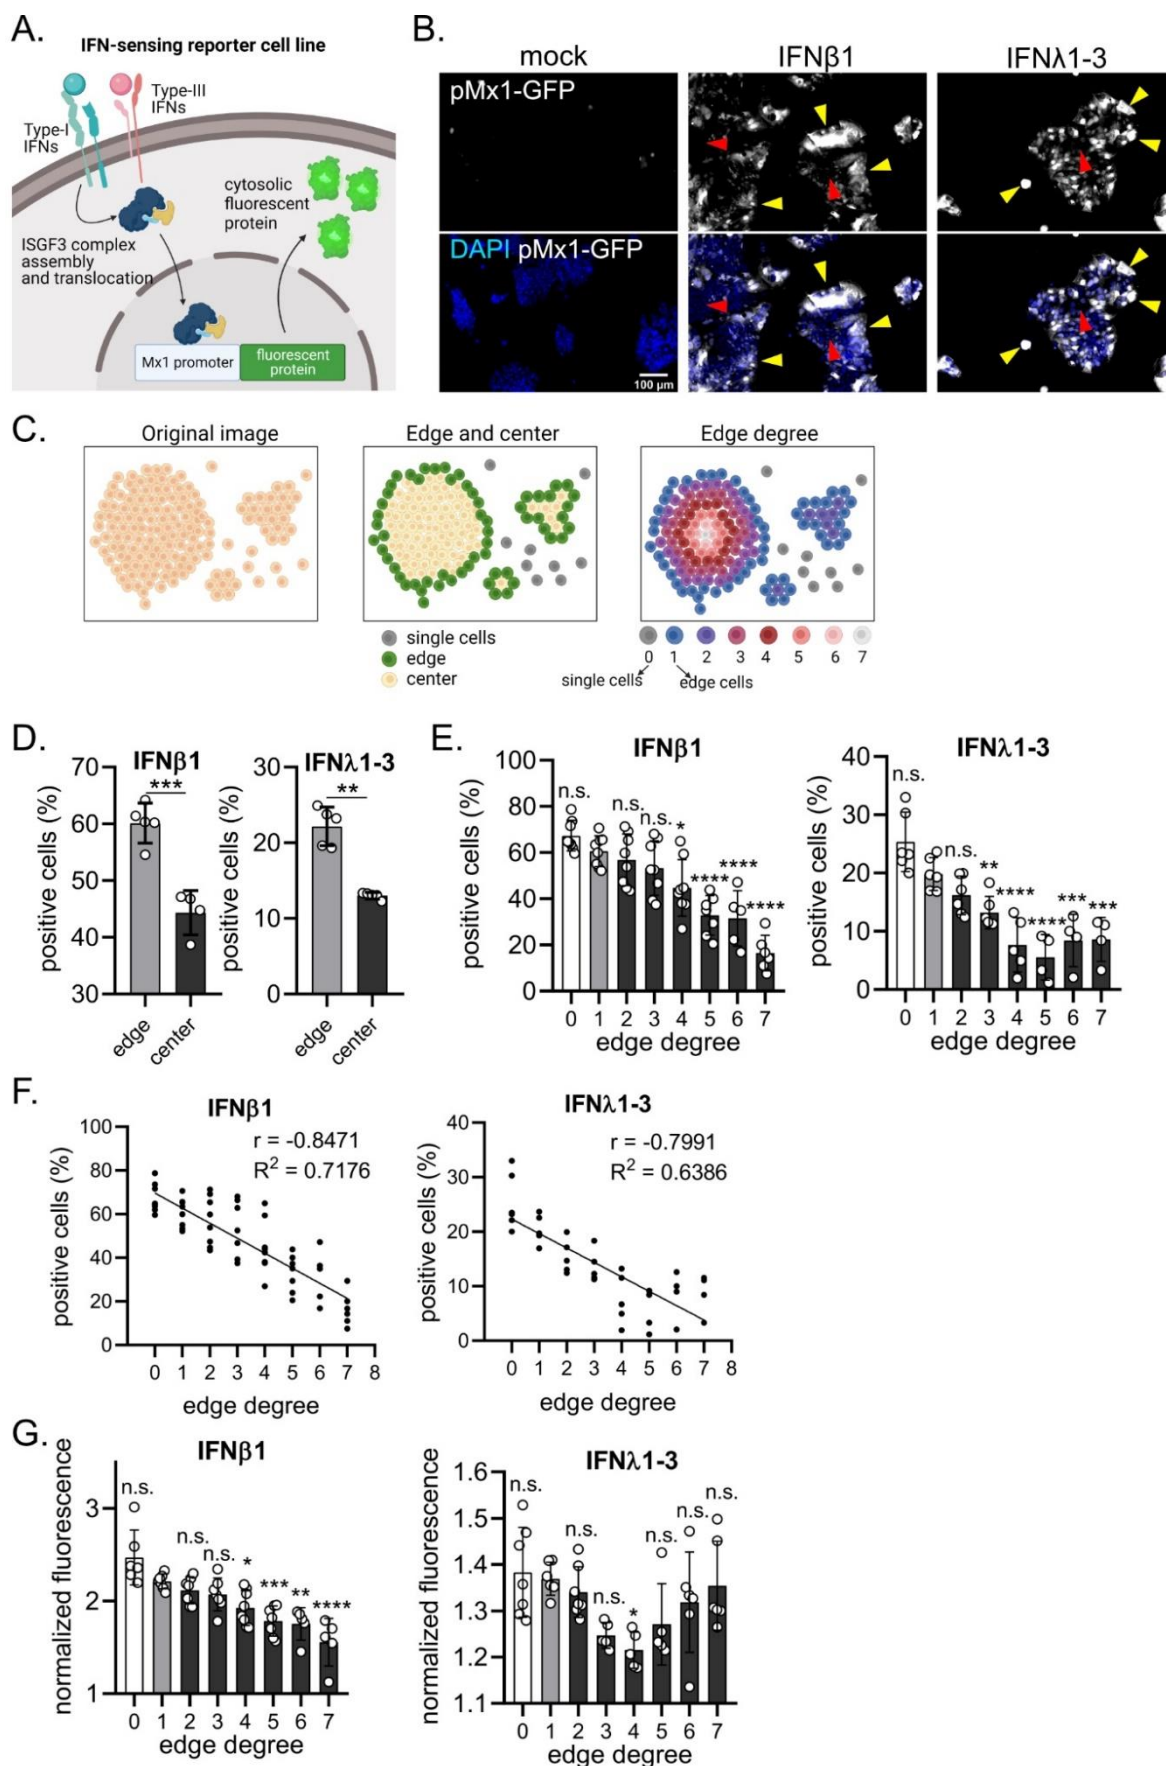 A.
IFN-sensing reporter cell line
Type-III
IFNs
Type-I
IFNs
cytosolic
fluorescent
protein
ISGF3 complex
assembly
and translocation
Mx1 promoter
fluorescent
protein
B.
mock
IFNβ1
IFNλ1-3
pMx1-GFP
DAPI pMx1-GFP
100 µm
C.
Original image
Edge and center
Edge degree
single cells
edge
center
0 1 2 3 4 5 6 7
single cells
edge cells
D.
IFNβ1
positive cells (%)
70
60
50
40
30
***
edge
center
IFNλ1-3
positive cells (%)
30
20
10
0
**
edge
center
E.
IFNβ1
positive cells (%)
100
80
60
40
20
0
n.s.
n.s.
n.s.
*
****
****
****
0 1 2 3 4 5 6 7
edge degree
IFNλ1-3
positive cells (%)
40
30
20
10
0
n.s.
n.s.
**
****
****
***
***
0 1 2 3 4 5 6 7
edge degree
F.
IFNβ1
positive cells (%)
100
80
60
40
20
0
r = -0.8471
R² = 0.7176
0 1 2 3 4 5 6 7 8
edge degree
IFNλ1-3
positive cells (%)
40
30
20
10
0
r = -0.7991
R² = 0.6386
0 1 2 3 4 5 6 7 8
edge degree
G.
IFNβ1
normalized fluorescence
3
2
1
n.s.
n.s.
n.s.
*
***
**
****
0 1 2 3 4 5 6 7
edge degree
IFNλ1-3
normalized fluorescence
1.6
1.5
1.4
1.3
1.2
1.1
n.s.
n.s.
n.s.
*
n.s.
n.s.
n.s.
0 1 2 3 4 5 6 7
edge degree